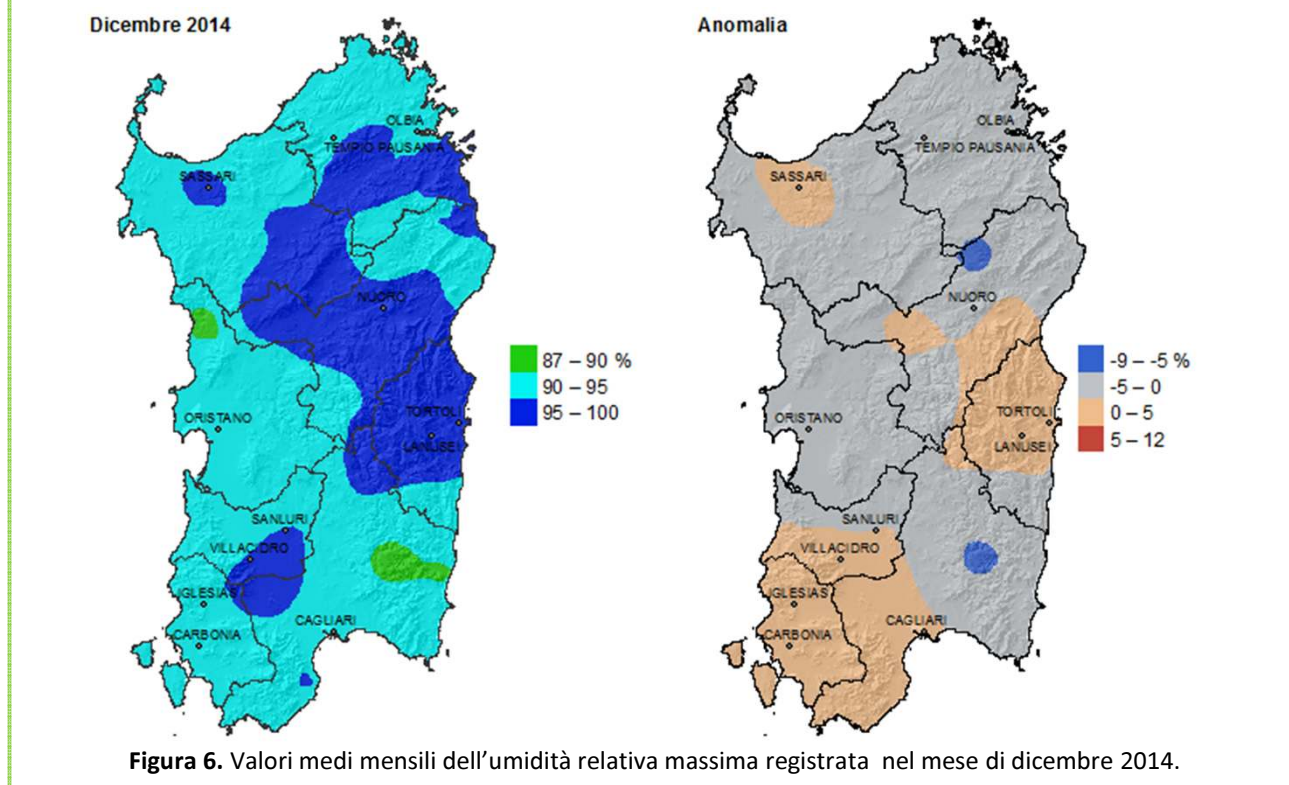 Dicembre 2014
OLBIA
TEMPIO PAUSANIA
SASSARI
NUORO
ORISTANO
TORTOLI
LANUSEI
SANLURI
VILLACIDRO
IGLESIAS
CARBONIA
CAGLIARI
87 – 90 %
90 – 95
95 – 100
Anomalia
OLBIA
TEMPIO PAUSANIA
SASSARI
NUORO
ORISTANO
TORTOLI
LANUSEI
SANLURI
VILLACIDRO
IGLESIAS
CARBONIA
CAGLIARI
-9 – -5 %
-5 – 0
0 – 5
5 – 12
Figura 6. Valori medi mensili dell’umidità relativa massima registrata nel mese di dicembre 2014.